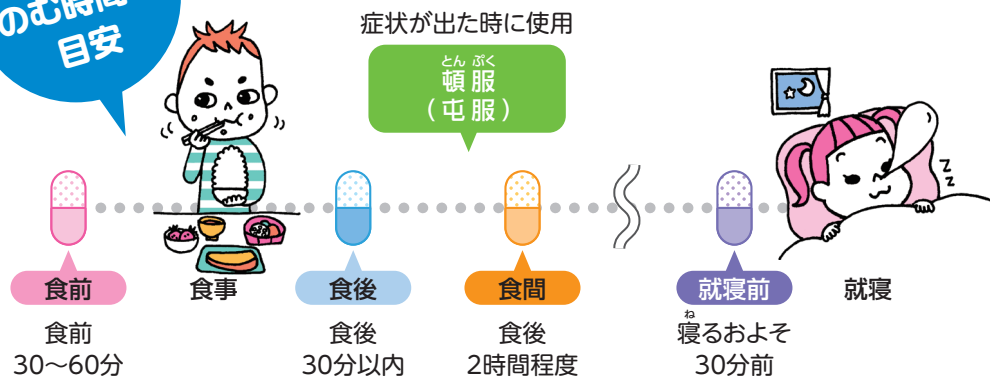 のむ時間
目安
症状が出た時に使用
とん ぷく
頓服
（屯服）
z
z
食前
食事
食後
食間
就寝前
就寝
食前
30〜60分
食後
30分以内
食後
2時間程度
ね
寝るおよそ
30分前